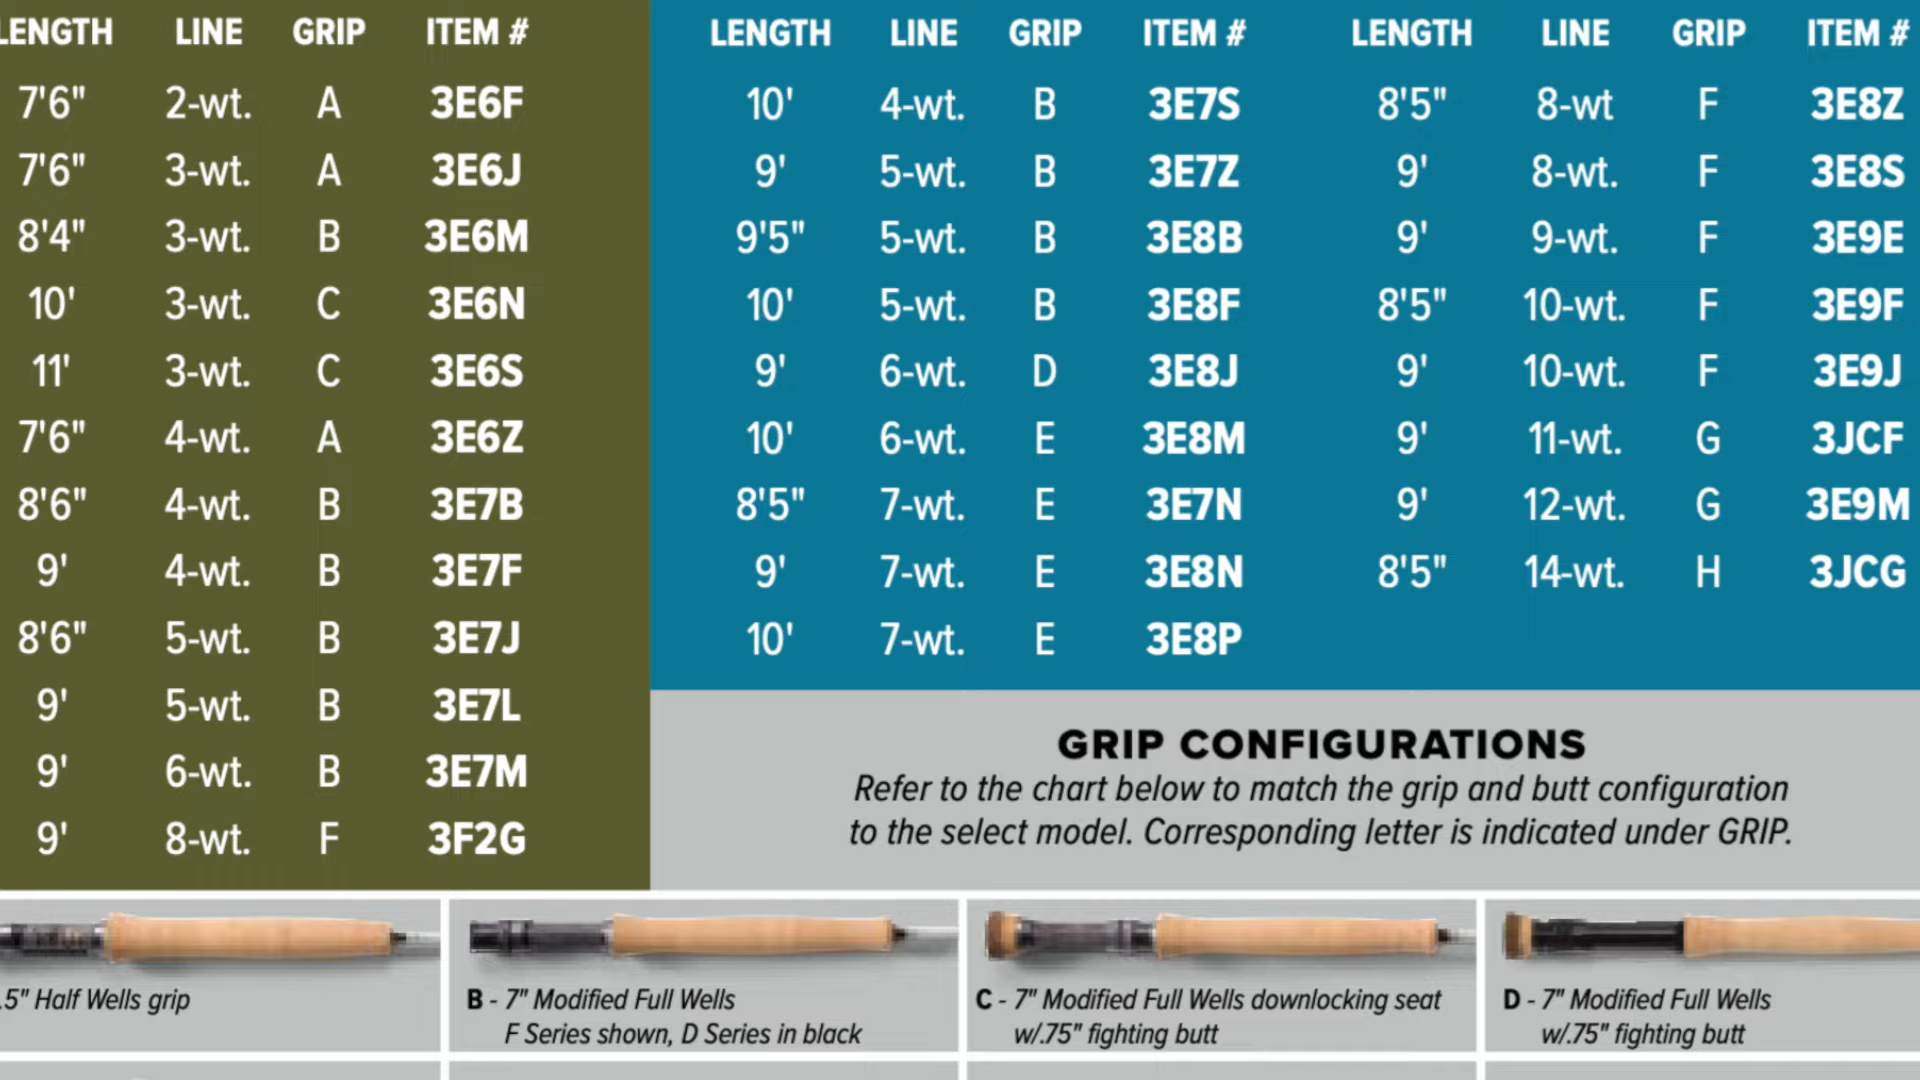 LENGTH LINE GRIP ITEM #
7'6" 2-wt. A 3E6F
7'6" 3-wt. A 3E6J
8'4" 3-wt. B 3E6M
10' 3-wt. C 3E6N
11' 3-wt. C 3E6S
7'6" 4-wt. A 3E6Z
8'6" 4-wt. B 3E7B
9' 4-wt. B 3E7F
8'6" 5-wt. B 3E7J
9' 5-wt. B 3E7L
9' 6-wt. B 3E7M
9' 8-wt. F 3F2G
LENGTH LINE GRIP ITEM #
10' 4-wt. B 3E7S
9' 5-wt. B 3E7Z
9'5" 5-wt. B 3E8B
10' 5-wt. B 3E8F
9' 6-wt. D 3E8J
10' 6-wt. E 3E8M
8'5" 7-wt. E 3E7N
9' 7-wt. E 3E8N
10' 7-wt. E 3E8P
LENGTH LINE GRIP ITEM #
8'5" 8-wt F 3E8Z
9' 8-wt. F 3E8S
9' 9-wt. F 3E9E
8'5" 10-wt. F 3E9F
9' 10-wt. F 3E9J
9' 11-wt. G 3JCF
9' 12-wt. G 3E9M
8'5" 14-wt. H 3JCG
GRIP CONFIGURATIONS
Refer to the chart below to match the grip and butt configuration
to the select model. Corresponding letter is indicated under GRIP.
.5" Half Wells grip
B - 7" Modified Full Wells
F Series shown, D Series in black
C - 7" Modified Full Wells downlocking seat
w/.75" fighting butt
D - 7" Modified Full Wells
w/.75" fighting butt